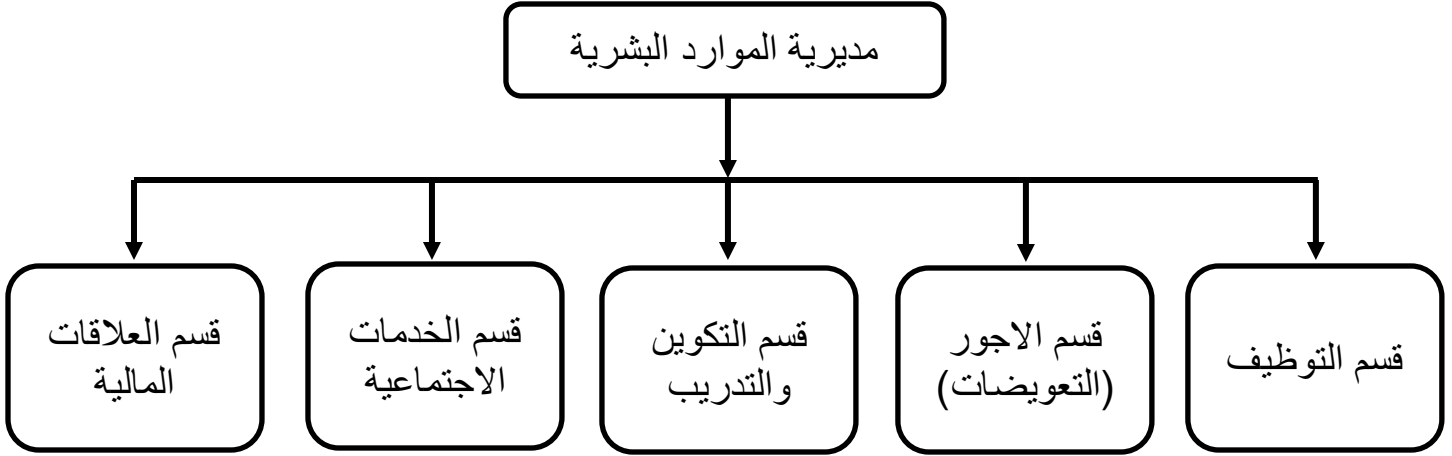 مديرية الموارد البشرية
قسم التوظيف
قسم الاجور
(التعويضات)
قسم التكوين
والتدريب
قسم الخدمات
الاجتماعية
قسم العلاقات
المالية